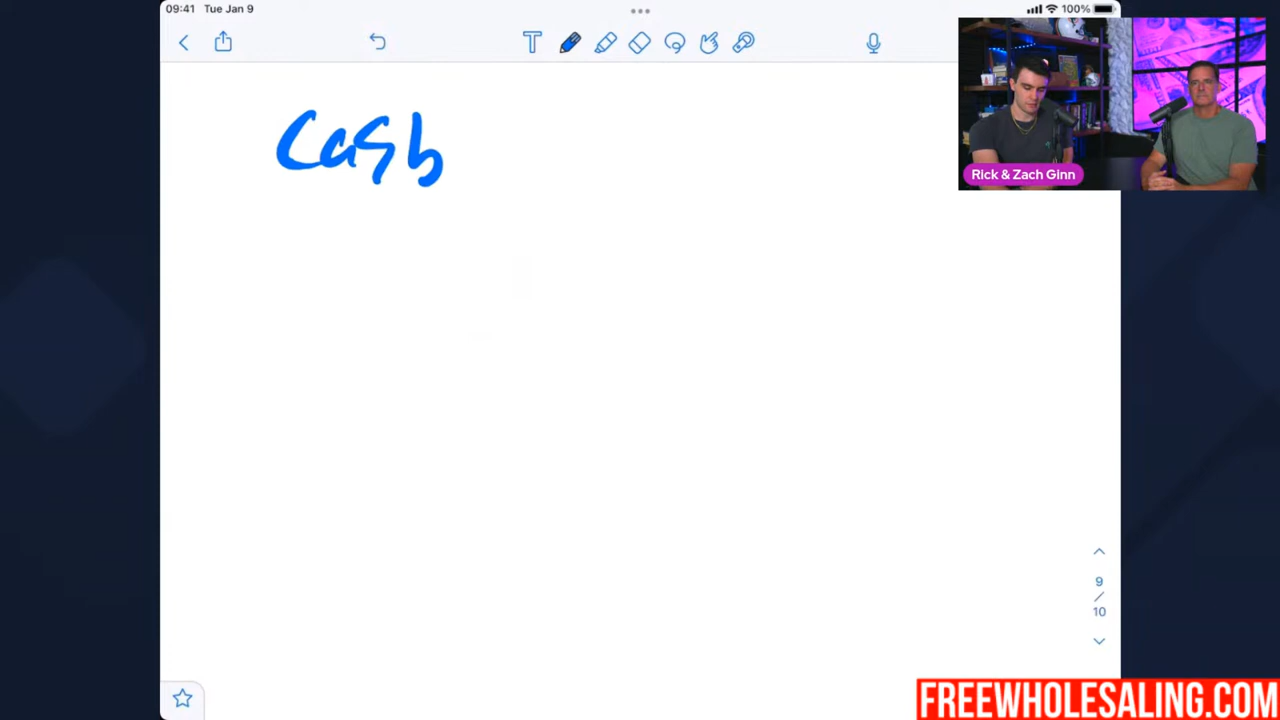 09:41 Tue Jan 9
100%
T
Cash
Rick & Zach Ginn
9
/
10
FREEWHOLESALING.COM